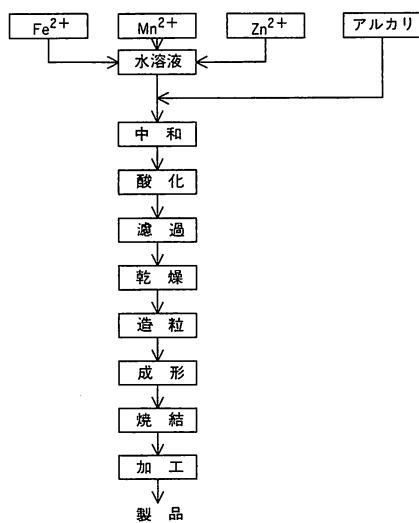 Fe2+
Mn2+
Zn2+
アルカリ
水溶液
中和
酸化
濾過
乾燥
造粒
成形
焼結
加工
製品